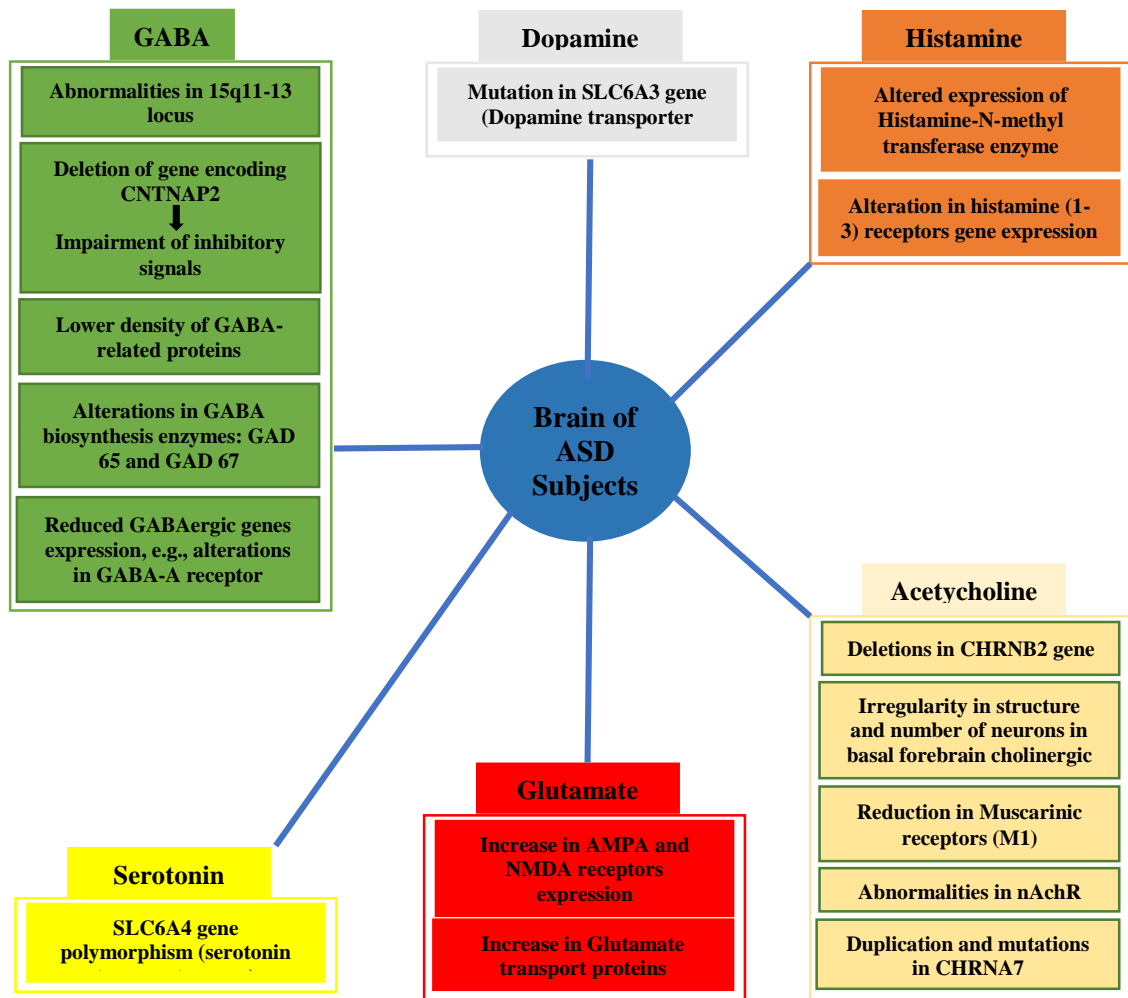 GABA
Abnormalities in 15q11-13
locus
Deletion of gene encoding
CNTNAP2
Impairment of inhibitory
signals
Lower density of GABA-
related proteins
Alterations in GABA
biosynthesis enzymes: GAD
65 and GAD 67
Reduced GABAergic genes
expression, e.g., alterations
in GABA-A receptor
Dopamine
Mutation in SLC6A3 gene
(Dopamine transporter
Histamine
Altered expression of
Histamine-N-methyl
transferase enzyme
Alteration in histamine (1-
3) receptors gene expression
Brain of
ASD
Subjects
Serotonin
SLC6A4 gene
polymorphism (serotonin
Glutamate
Increase in AMPA and
NMDA receptors
expression
Increase in Glutamate
transport proteins
Acetycholine
Deletions in CHRNB2 gene
Irregularity in structure
and number of neurons in
basal forebrain cholinergic
Reduction in Muscarinic
receptors (M1)
Abnormalities in nAchR
Duplication and mutations
in CHRNA7